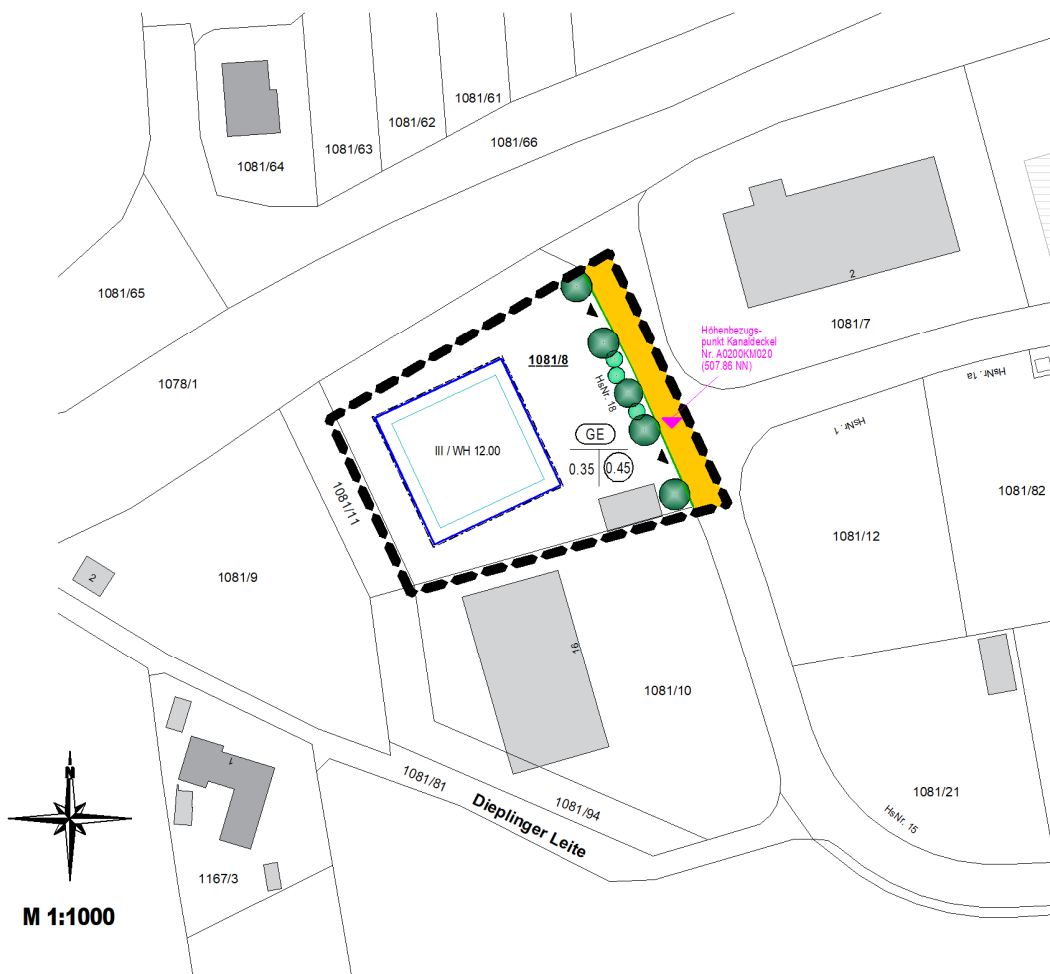 1081/61
1081/62
1081/63
1081/66
1081/64
1081/65
2
1081/7
Höhenbezugs-
punkt Kanaldeckel
Nr. A0200KM020
(507.86 NN)
1081/8
1078/1
HsNr. 18
HsNr. 1a
HsNr. 1
GE
0.35
0.45
III / WH 12.00
1081/11
1081/82
1081/12
2
1081/9
16
1081/10
1
1081/81
1081/94
Dieplinger Leite
1081/21
HsNr. 15
N
1167/3
M 1:1000